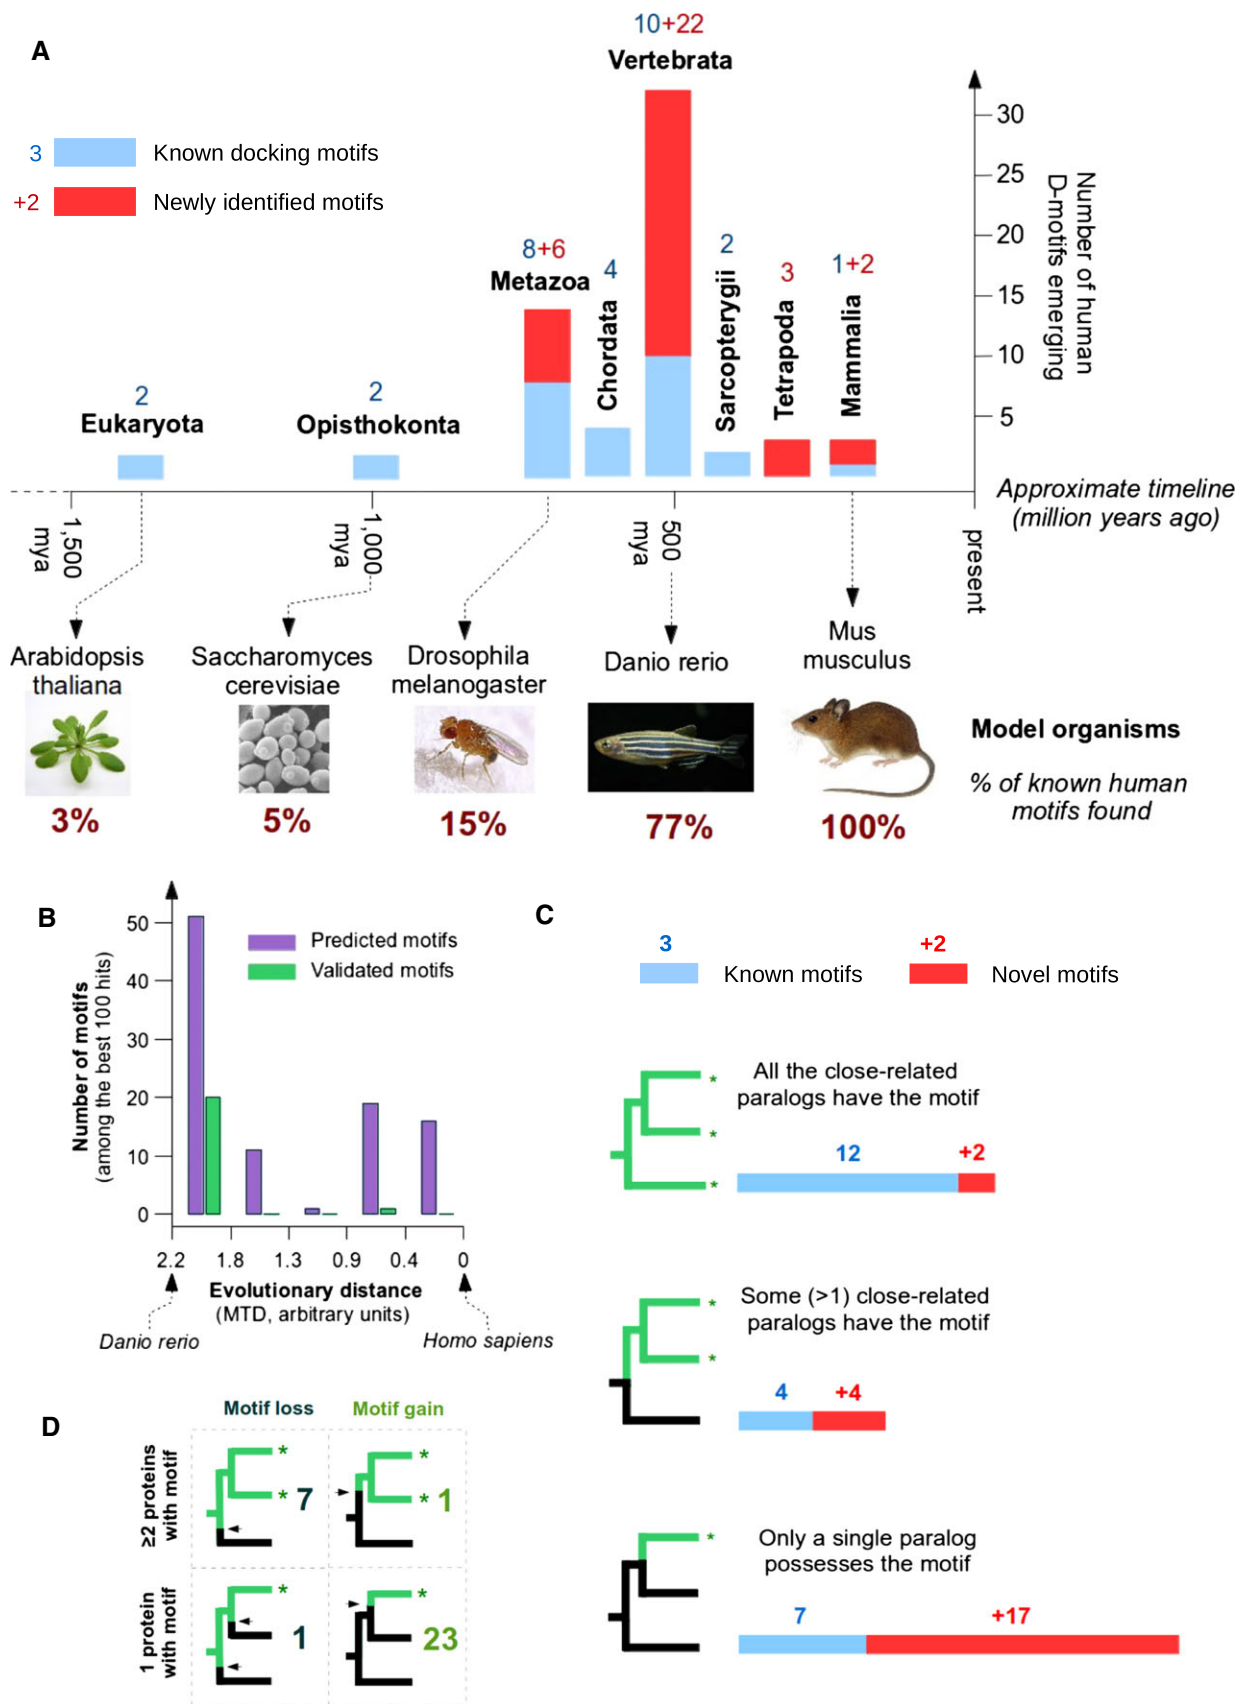 A
10+22
Vertebrata
3 Known docking motifs
+2 Newly identified motifs
8+6
Metazoa
4
Chordata
2
Sarcopterygii
3
Tetrapoda
1+2
Mammalia
2
Eukaryota
2
Opisthokonta
30
25
20
15
10
5
Number of human
D-motifs emerging
Approximate timeline
(million years ago)
1,500
mya
1,000
mya
500
mya
present
Arabidopsis
thaliana
3%
Saccharomyces
cerevisiae
5%
Drosophila
melanogaster
15%
Danio rerio
77%
Mus
musculus
100%
Model organisms
% of known human
motifs found
B
Predicted motifs
Validated motifs
Number of motifs
(among the best 100 hits)
50
40
30
20
10
0
2.2 1.8 1.3 0.9 0.4 0
Evolutionary distance
(MTD, arbitrary units)
Danio rerio
Homo sapiens
C
3 +2
Known motifs Novel motifs
* * *
All the close-related
paralogs have the motif
12 +2
* *
Some (>1) close-related
paralogs have the motif
4 +4
*
Only a single paralog
possesses the motif
7 +17
D
Motif loss Motif gain
≥2 proteins
with motif
*
* 7
*
* 1
1 protein
with motif
*
1
*
23